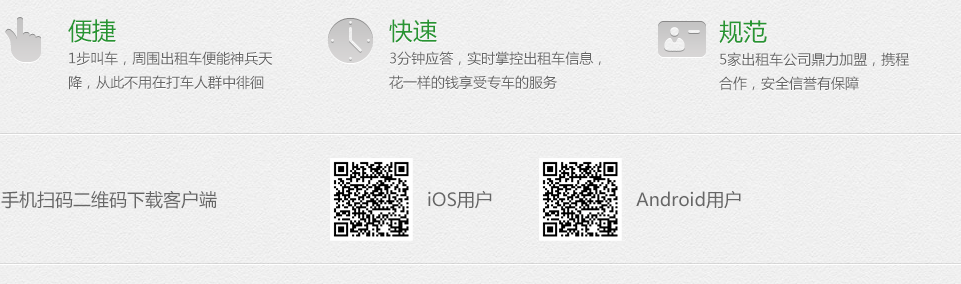 便捷
1步叫车，周围出租车便能神兵天
降，从此不用在打车人群中徘徊
快速
3分钟应答，实时掌控出租车信息，
花一样的钱享受专车的服务
规范
5家出租车公司鼎力加盟，携程
合作，安全信誉有保障
手机扫码二维码下载客户端
iOS用户
Android用户